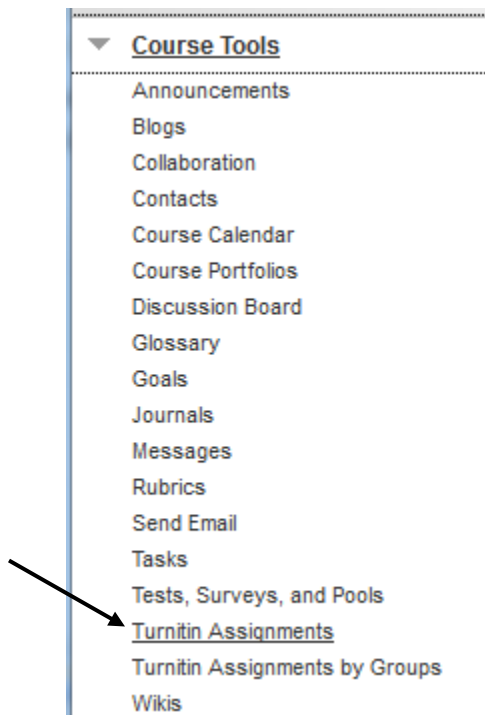 Course Tools
Announcements
Blogs
Collaboration
Contacts
Course Calendar
Course Portfolios
Discussion Board
Glossary
Goals
Journals
Messages
Rubrics
Send Email
Tasks
Tests, Surveys, and Pools
Turnitin Assignments
Turnitin Assignments by Groups
Wikis